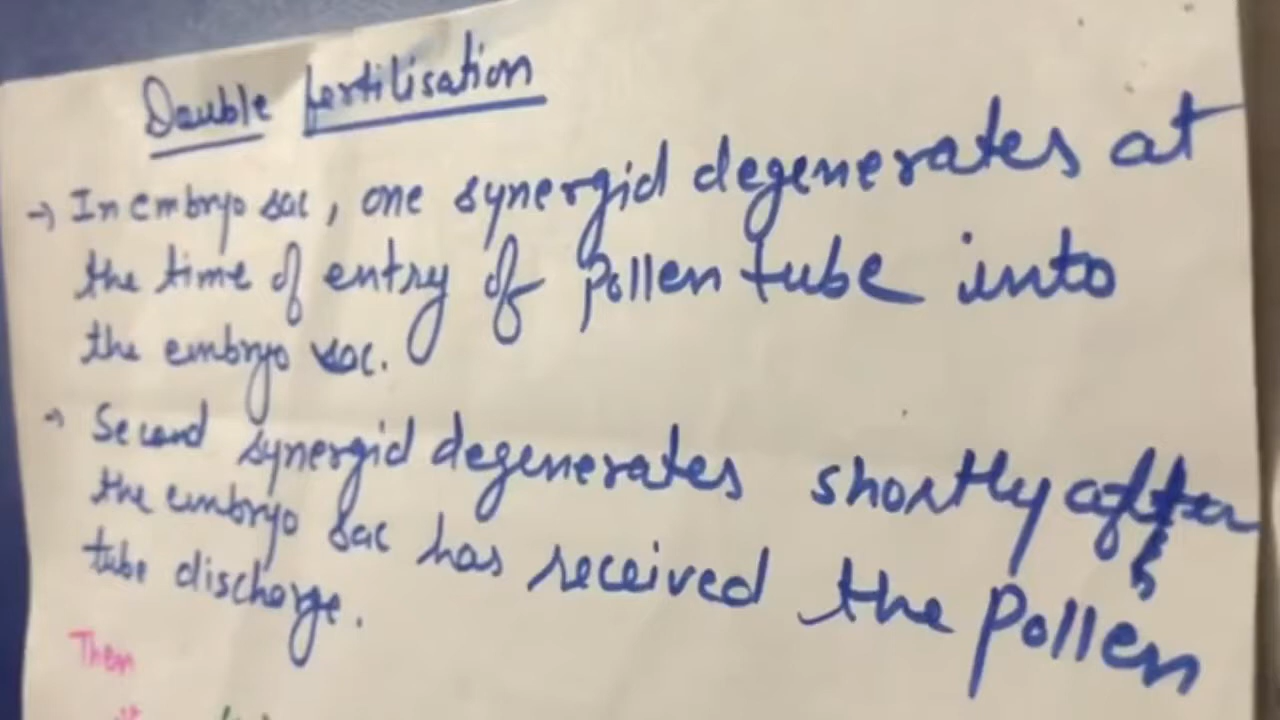 Double fertilisation
→ In embryo sac, one synergid degenerates at
the time of entry of pollen tube into
the embryo sac.
→ Second synergid degenerates shortly after
the embryo sac has received the pollen
tube discharge.
Then